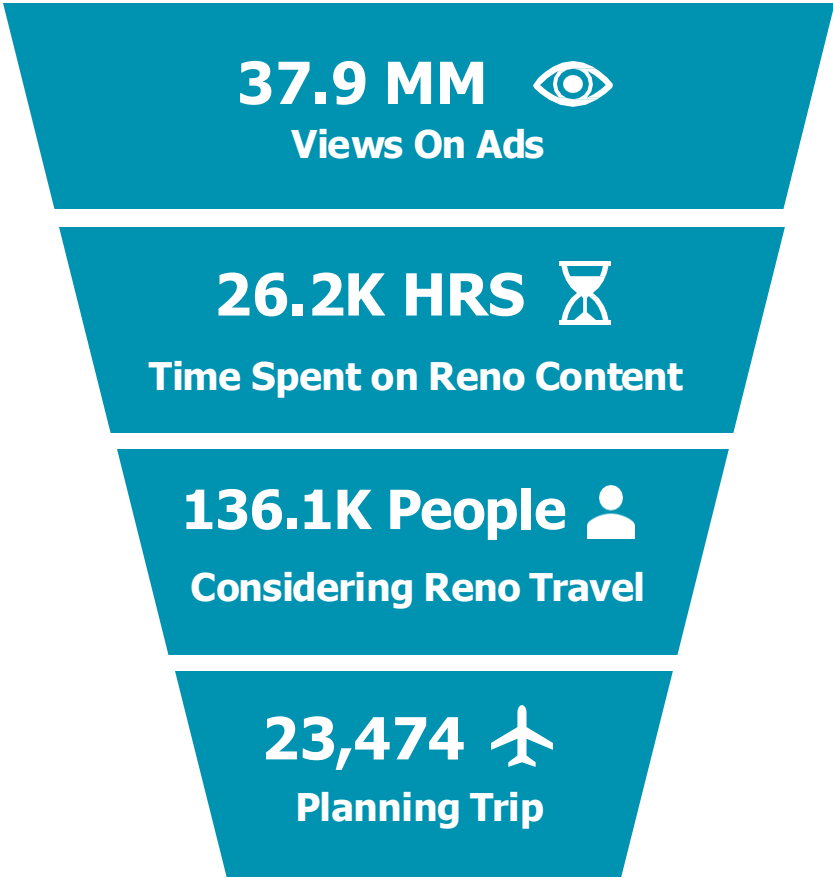 37.9 MM
Views On Ads
26.2K HRS
Time Spent on Reno Content
136.1K People
Considering Reno Travel
23,474
Planning Trip